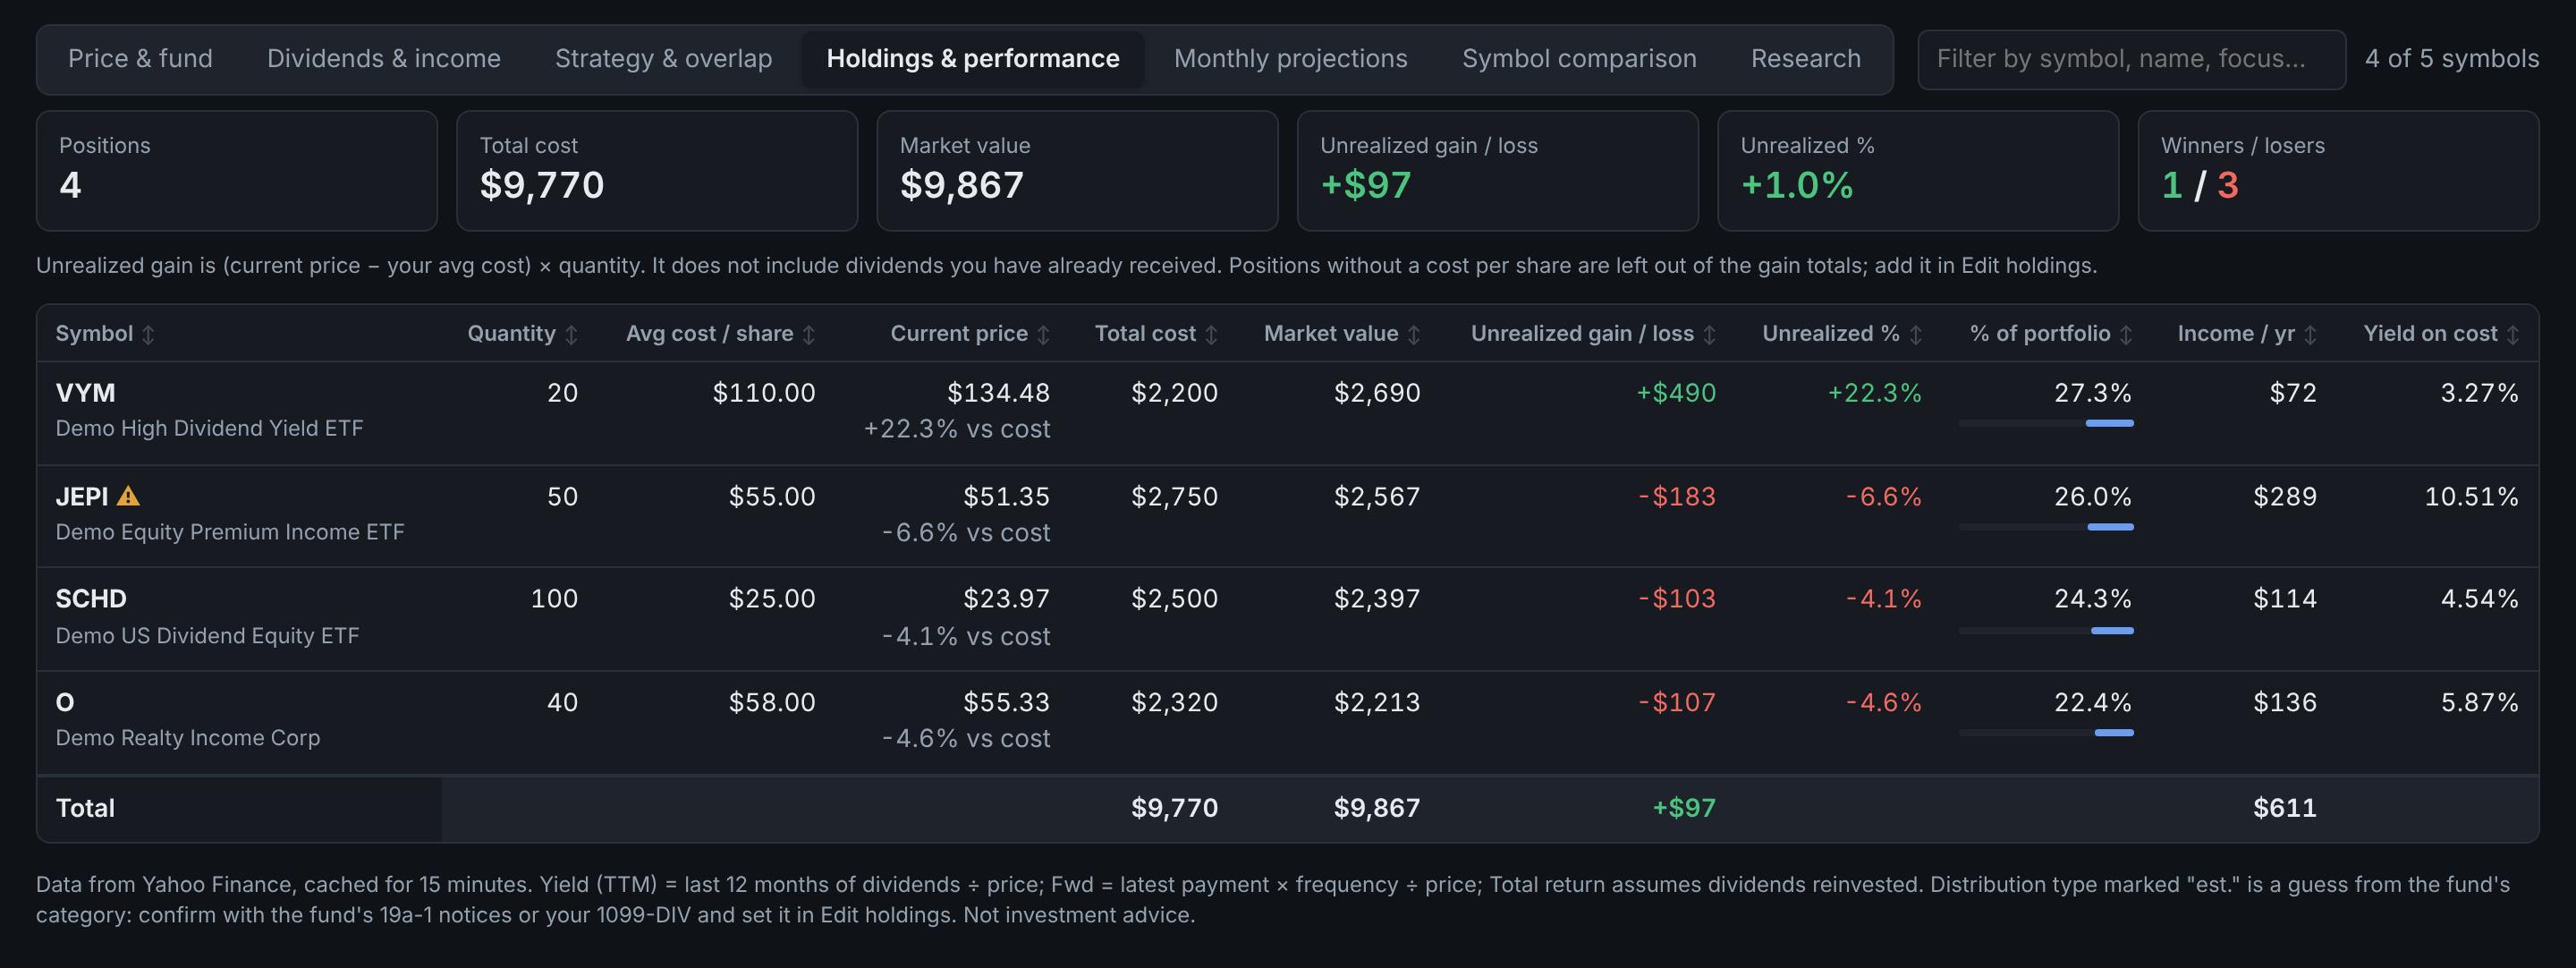 Price & fund Dividends & income Strategy & overlap Holdings & performance Monthly projections Symbol comparison Research Filter by symbol, name, focus... 4 of 5 symbols
Positions Total cost Market value Unrealized gain / loss Unrealized % Winners / losers
4 $9,770 $9,867 +$97 +1.0% 1 / 3
Unrealized gain is (current price − your avg cost) × quantity. It does not include dividends you have already received. Positions without a cost per share are left out of the gain totals; add it in Edit holdings.
Symbol Quantity Avg cost / share Current price Total cost Market value Unrealized gain / loss Unrealized % % of portfolio Income / yr Yield on cost
VYM 20 $110.00 $134.48 $2,200 $2,690 +$490 +22.3% 27.3% $72 3.27%
Demo High Dividend Yield ETF +22.3% vs cost
JEPI 50 $55.00 $51.35 $2,750 $2,567 -$183 -6.6% 26.0% $289 10.51%
Demo Equity Premium Income ETF -6.6% vs cost
SCHD 100 $25.00 $23.97 $2,500 $2,397 -$103 -4.1% 24.3% $114 4.54%
Demo US Dividend Equity ETF -4.1% vs cost
O 40 $58.00 $55.33 $2,320 $2,213 -$107 -4.6% 22.4% $136 5.87%
Demo Realty Income Corp -4.6% vs cost
Total $9,770 $9,867 +$97 $611
Data from Yahoo Finance, cached for 15 minutes. Yield (TTM) = last 12 months of dividends ÷ price; Fwd = latest payment × frequency ÷ price; Total return assumes dividends reinvested. Distribution type marked "est." is a guess from the fund's
category: confirm with the fund's 19a-1 notices or your 1099-DIV and set it in Edit holdings. Not investment advice.